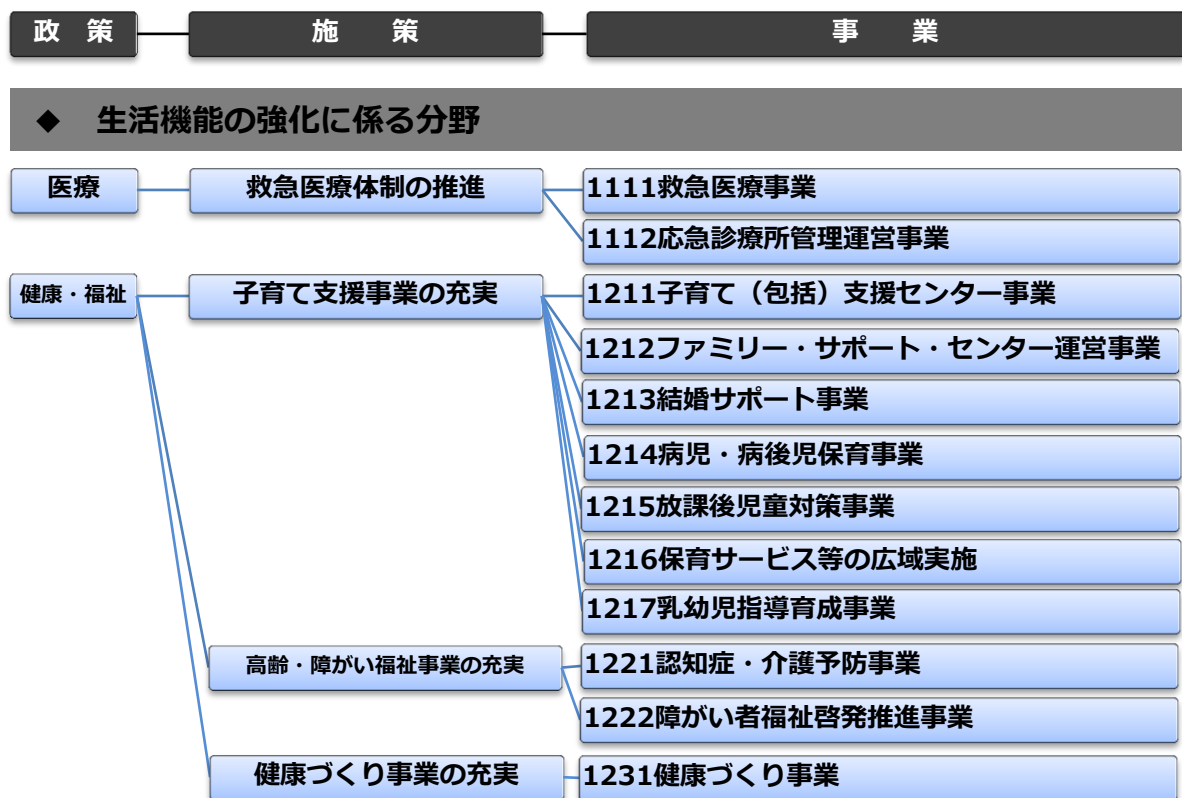 政　策　施　策　事　業
◆　生活機能の強化に係る分野
医療　救急医療体制の推進　1111救急医療事業
1112応急診療所管理運営事業
健康・福祉　子育て支援事業の充実　1211子育て（包括）支援センター事業
1212ファミリー・サポート・センター運営事業
1213結婚サポート事業
1214病児・病後児保育事業
1215放課後児童対策事業
1216保育サービス等の広域実施
1217乳幼児指導育成事業
高齢・障がい福祉事業の充実　1221認知症・介護予防事業
1222障がい者福祉啓発推進事業
健康づくり事業の充実　1231健康づくり事業